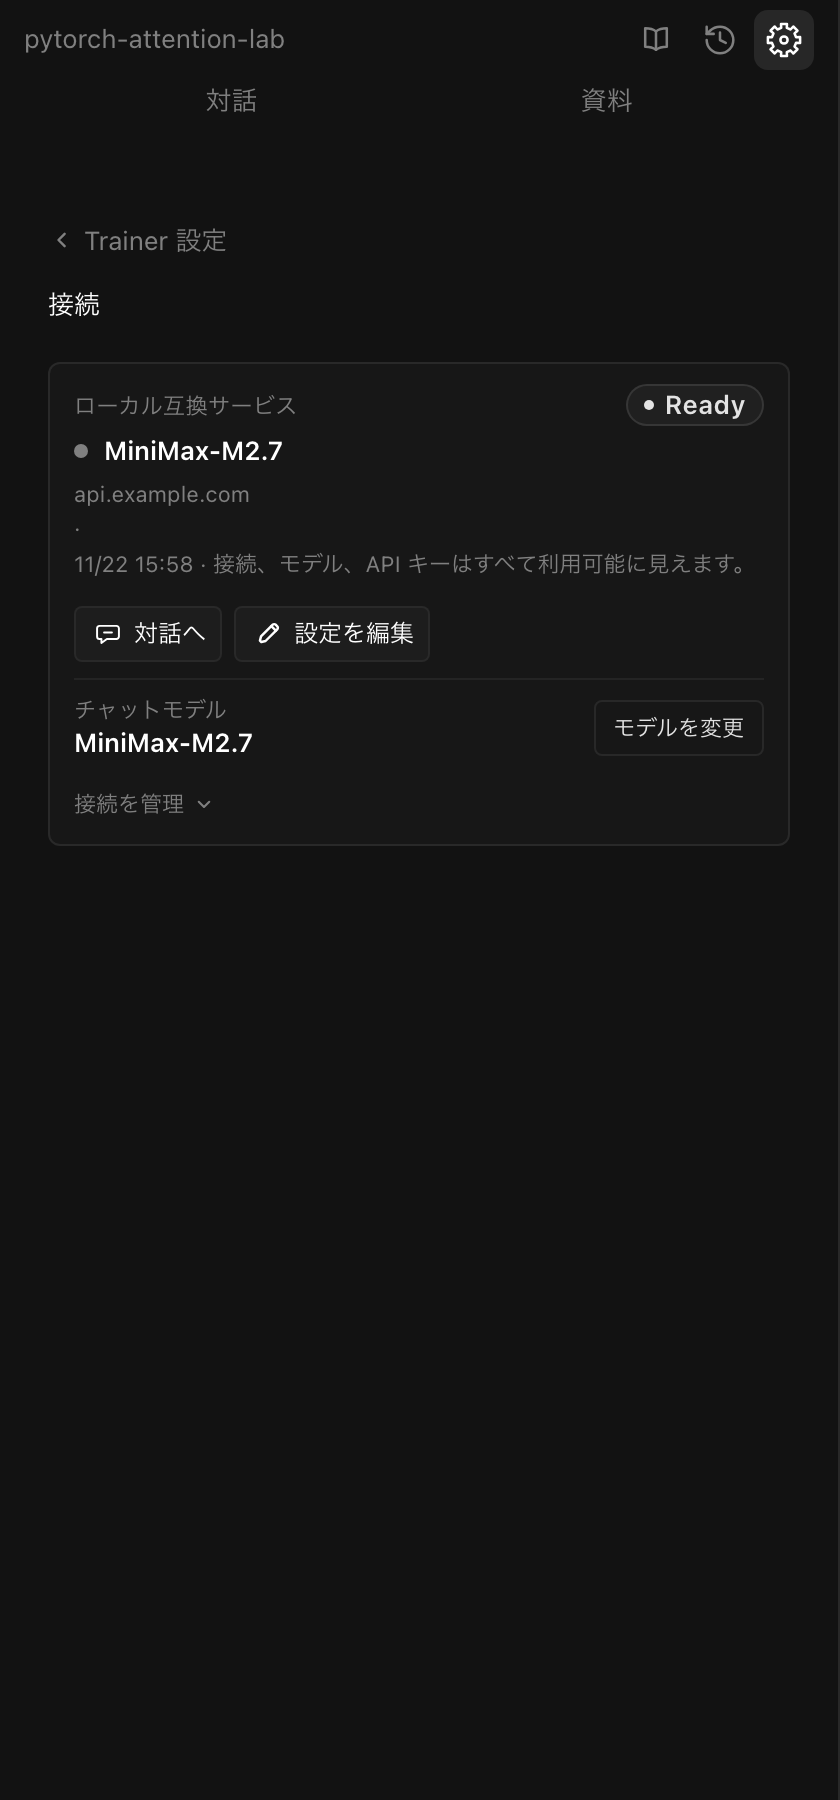 pytorch-attention-lab
対話 資料
Trainer 設定
接続
ローカル互換サービス Ready
MiniMax-M2.7
api.example.com
·
11/22 15:58 · 接続、モデル、API キーはすべて利用可能に見えます。
対話へ 設定を編集
チャットモデル
MiniMax-M2.7 モデルを変更
接続を管理